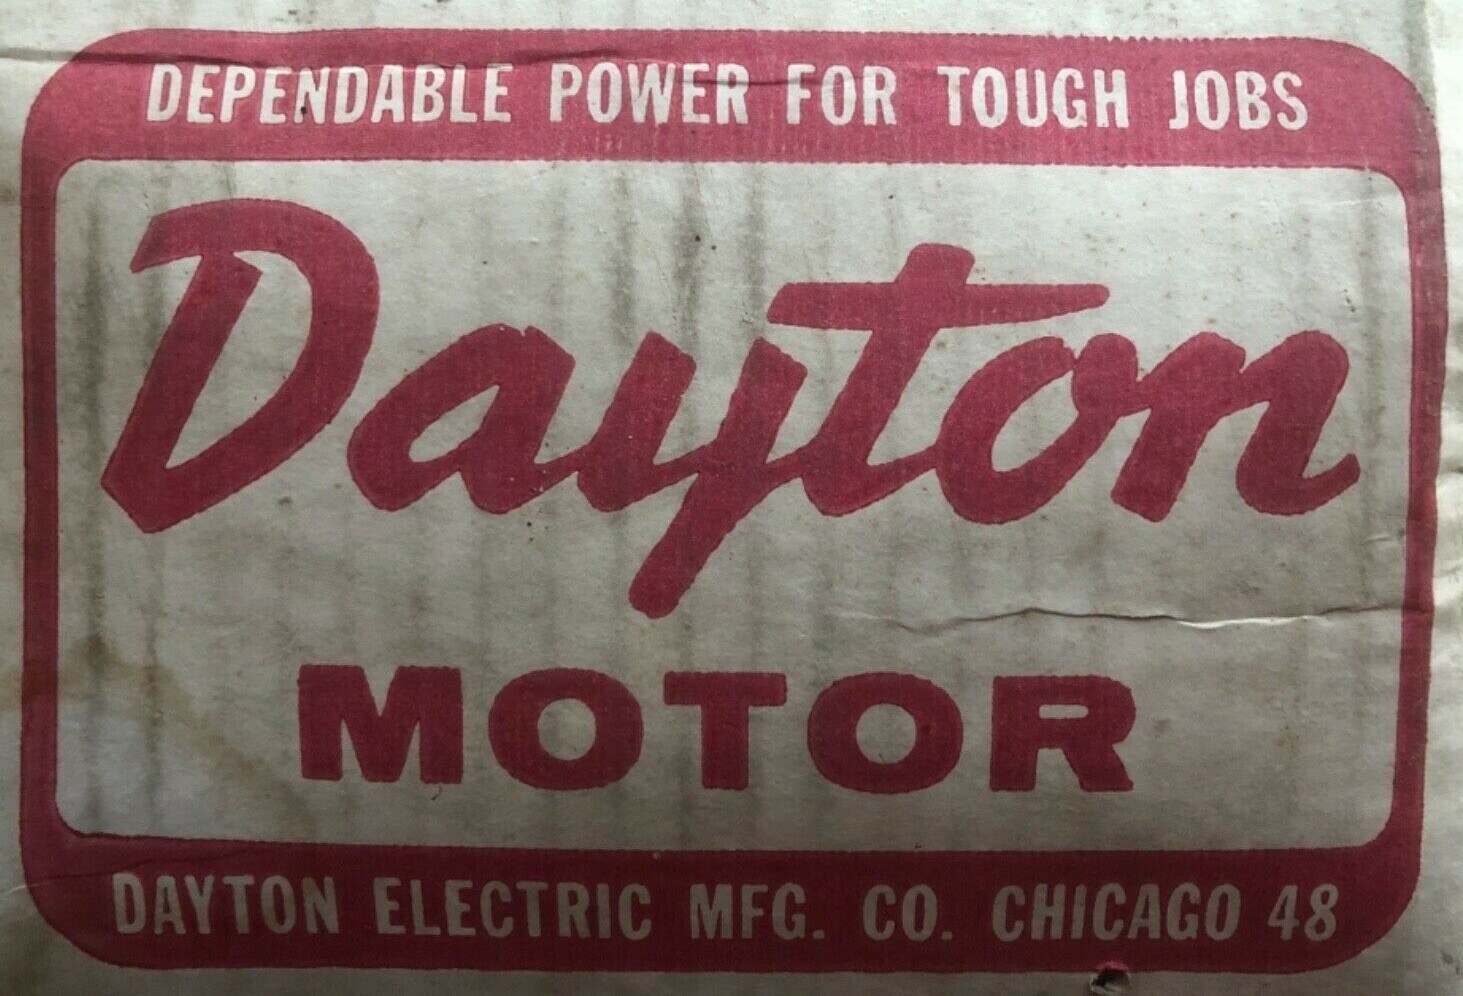 DEPENDABLE POWER FOR TOUGH JOBS
Dayton
MOTOR
DAYTON ELECTRIC MFG. CO. CHICAGO 48